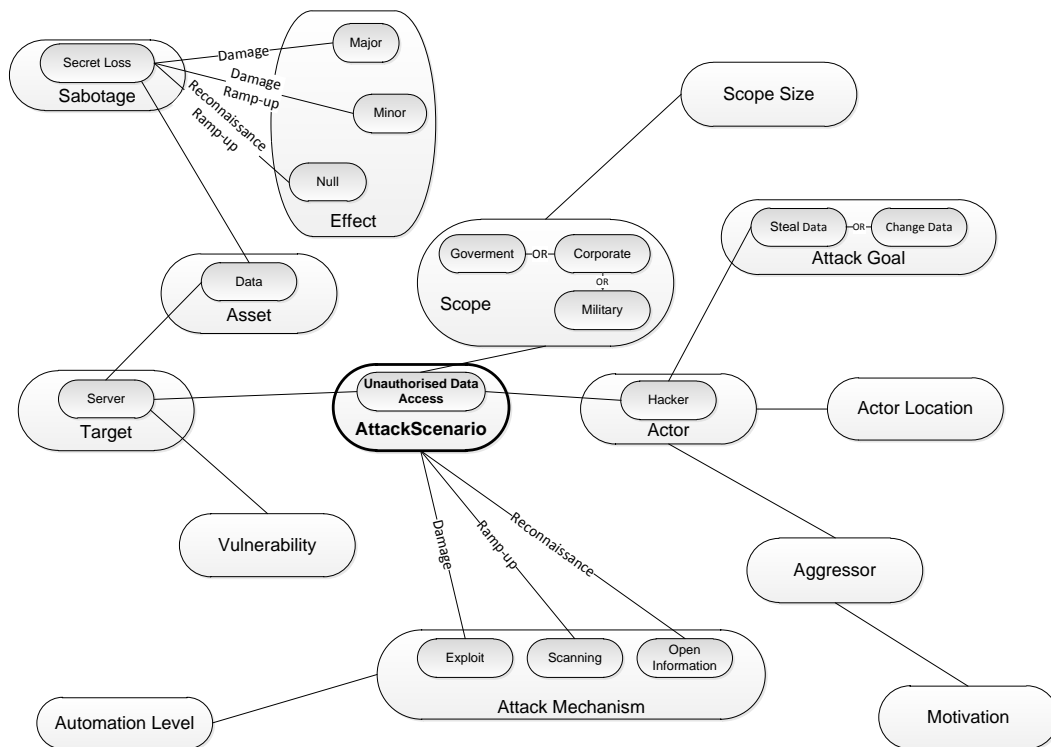 Secret Loss
Sabotage
Damage
Damage
Ramp-up
Reconnaissance
Ramp-up
Major
Minor
Null
Effect
Scope Size
Steal Data
OR
Change Data
Attack Goal
Goverment
OR
Corporate
OR
Military
Scope
Data
Asset
Server
Target
Unauthorised Data
Access
AttackScenario
Hacker
Actor
Actor Location
Vulnerability
Damage
Ramp-up
Reconnaissance
Aggressor
Exploit
Scanning
Open
Information
Attack Mechanism
Automation Level
Motivation